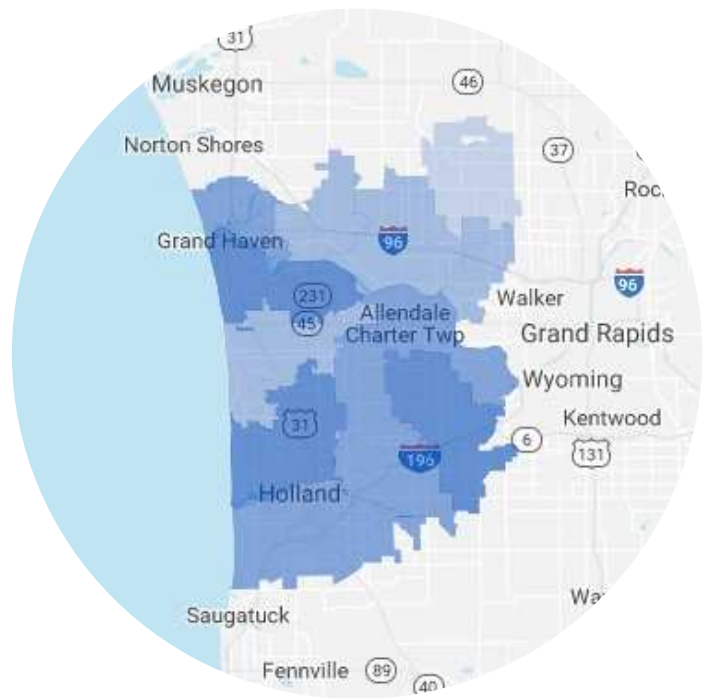 31
Muskegon
46
Norton Shores
37
Roc
Grand Haven
96
96
231
Walker
45
Allendale
Charter Twp
Grand Rapids
Wyoming
Kentwood
31
6
131
196
Holland
Wa
Saugatuck
Fennville
89
40